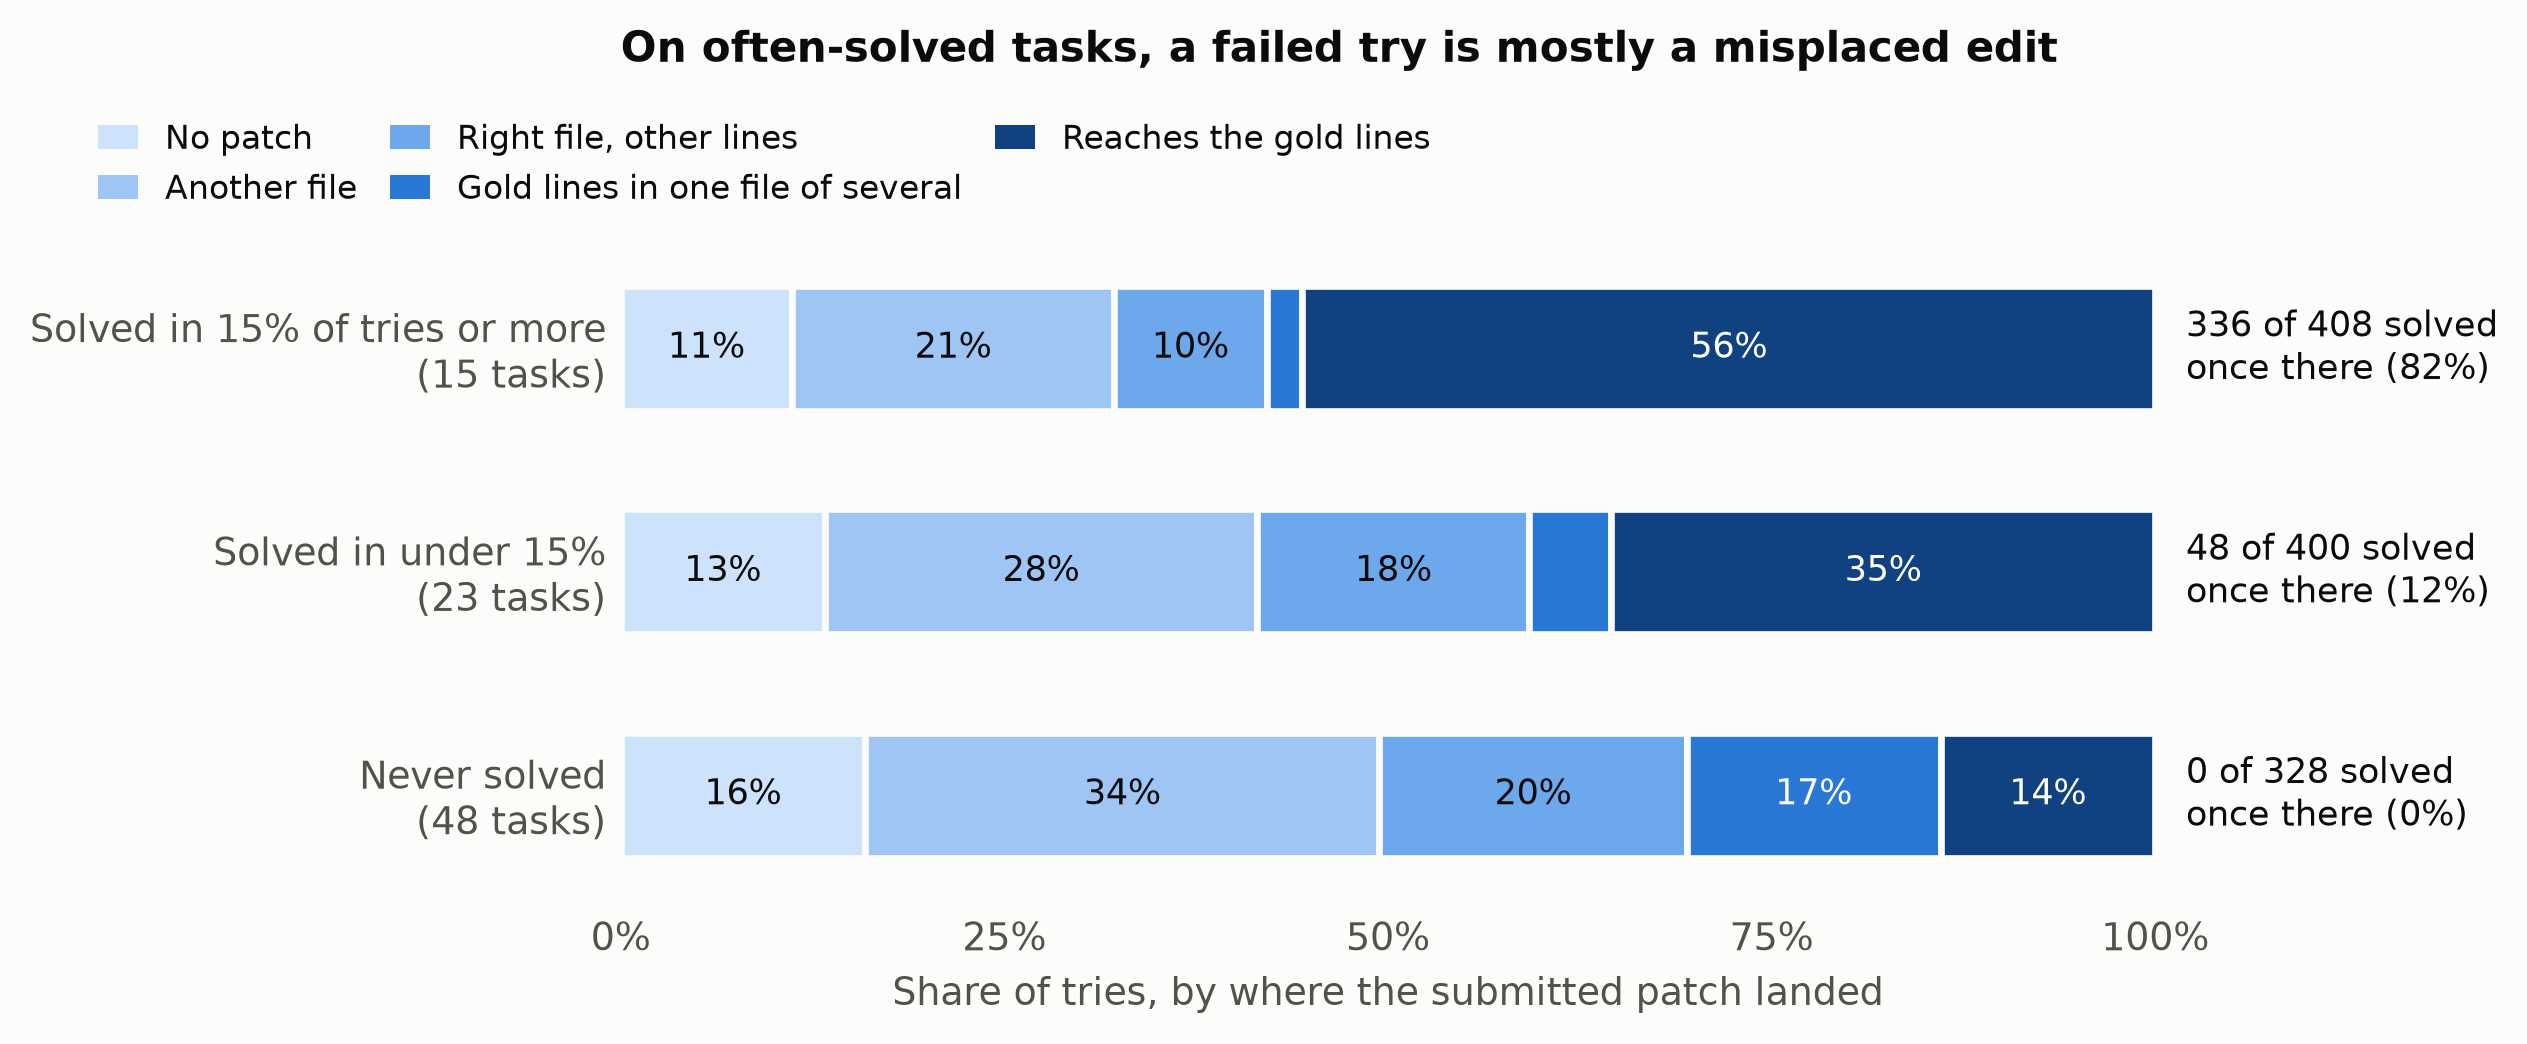 On often-solved tasks, a failed try is mostly a misplaced edit
No patch
Another file
Right file, other lines
Gold lines in one file of several
Reaches the gold lines
Solved in 15% of tries or more
(15 tasks)
11%
21%
10%
56%
336 of 408 solved
once there (82%)
Solved in under 15%
(23 tasks)
13%
28%
18%
35%
48 of 400 solved
once there (12%)
Never solved
(48 tasks)
16%
34%
20%
17%
14%
0 of 328 solved
once there (0%)
0%
25%
50%
75%
100%
Share of tries, by where the submitted patch landed